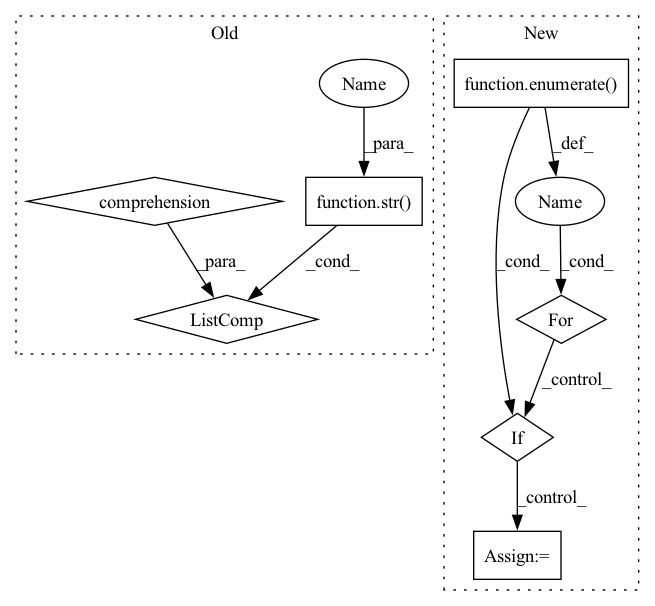 Old
Name
_para_
comprehension
function.str()
_para_
_cond_
ListComp
New
function.enumerate()
_def_
Name
_cond_
_cond_
For
_control_
If
_control_
Assign:=